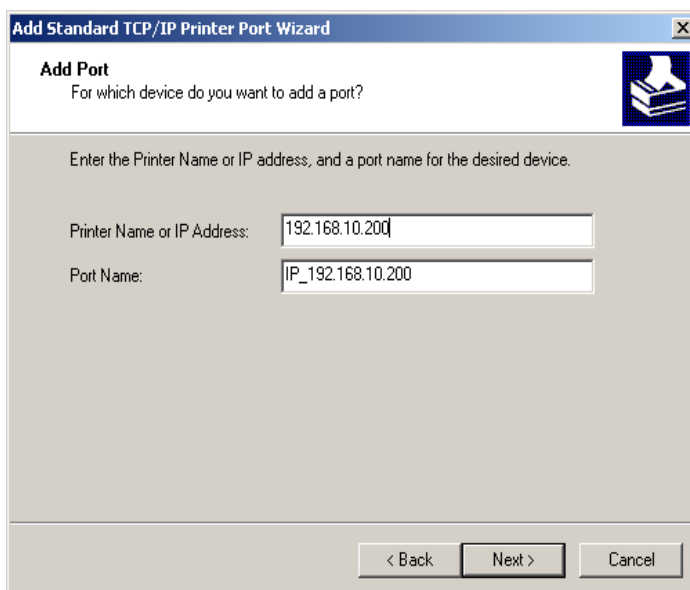 Add Standard TCP/IP Printer Port Wizard
Add Port
For which device do you want to add a port?
Enter the Printer Name or IP address, and a port name for the desired device.
Printer Name or IP Address: 192.168.10.200
Port Name: IP_192.168.10.200
< Back Next > Cancel